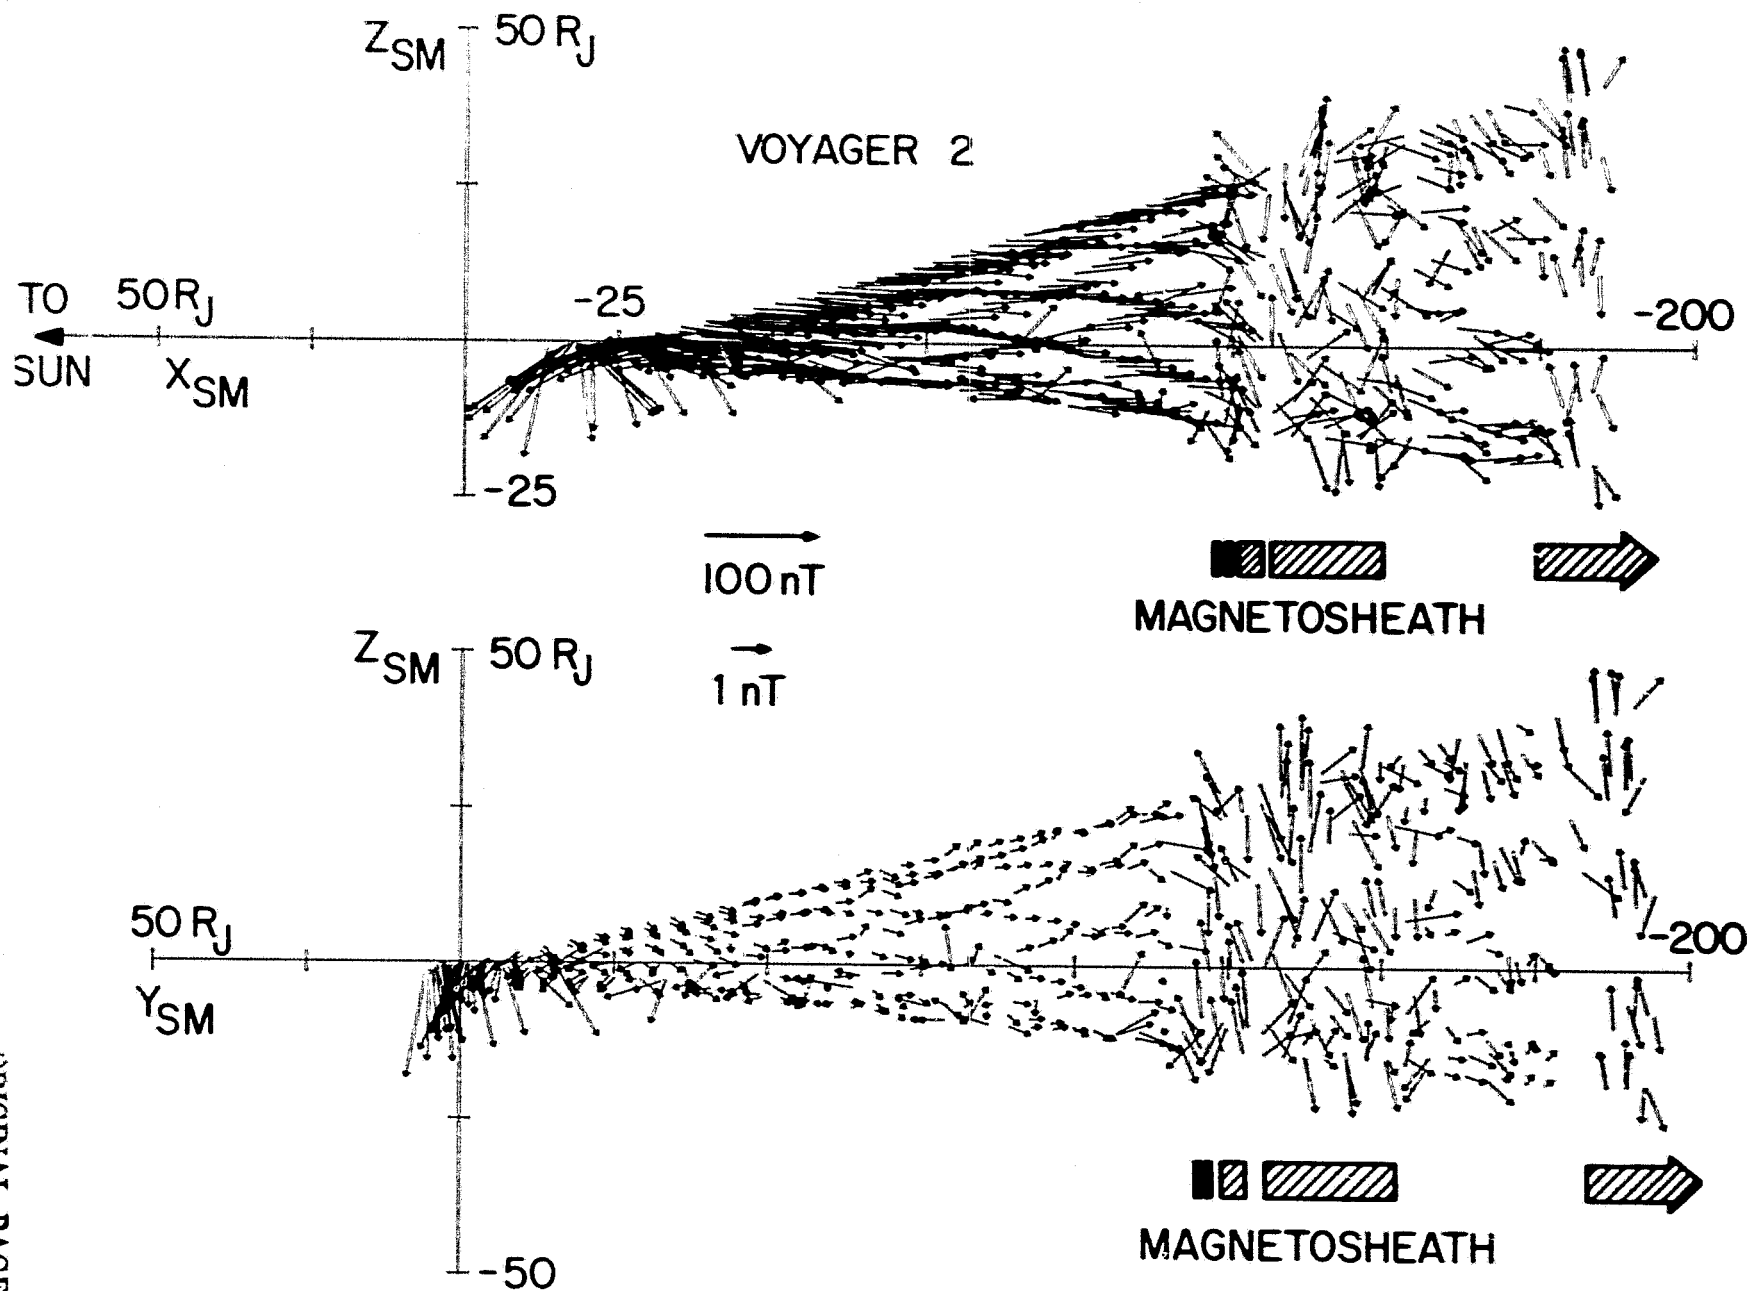 Z_SM 50 R_J
VOYAGER 2
TO 50 R_J -25
-200
SUN X_SM
-25
100 nT
MAGNETOSHEATH
Z_SM 50 R_J
1 nT
50 R_J
-200
Y_SM
MAGNETOSHEATH
-50